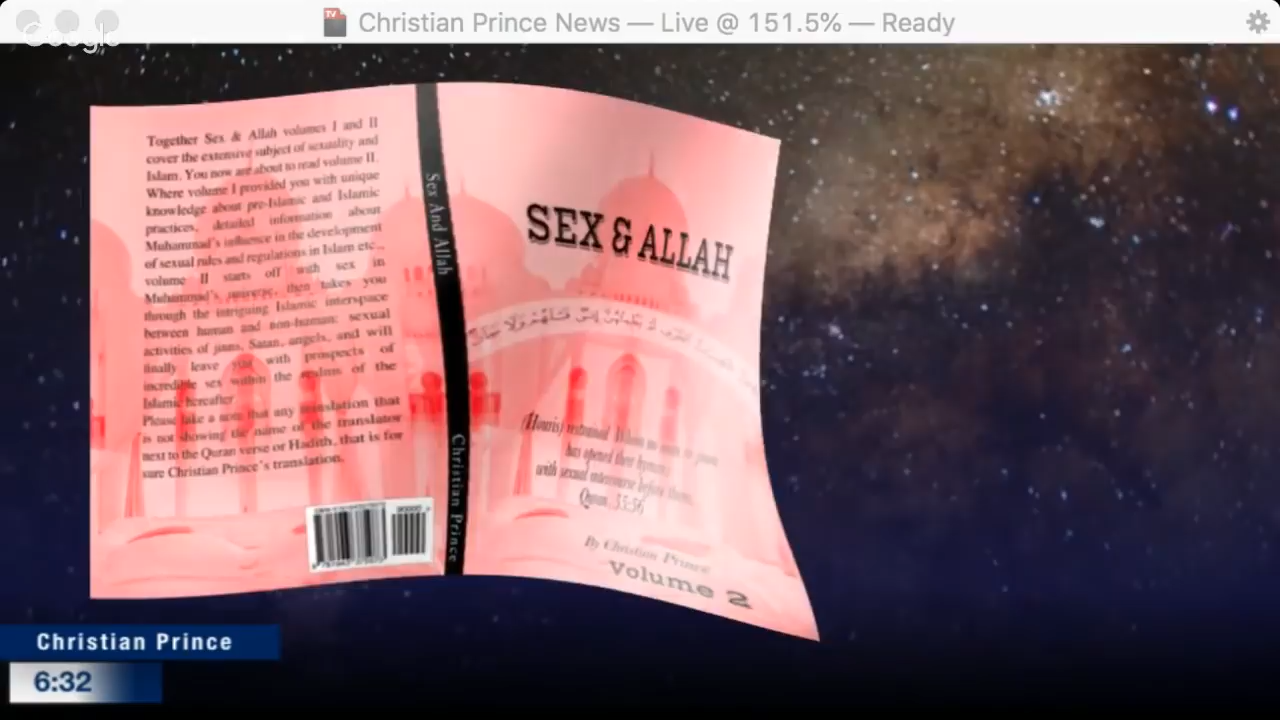 Christian Prince News — Live @ 151.5% — Ready
Google
Together Sex & Allah volumes I and II
cover the extensive subject of sexuality and
Islam. You now are about to read volume II.
Where volume I provided you with unique
knowledge about pre-Islamic and Islamic
practices, detailed information about
Muhammad's influence in the development
of sexual rules and regulations in Islam etc..,
volume II starts off with sex in
Muhammad's universe, then takes you
through the intriguing Islamic interspace
between human and non-human: sexual
activities of jinns, Satan, angels, and will
finally leave you with prospects of
incredible sex within the realms of the
Islamic hereafter.
Please take a note that any translation that
is not showing the name of the translator
next to the Quran verse or Hadith, that is for
sure Christian Prince's translation.
Sex And Allah
Christian Prince
SEX & ALLAH
(Houris) restrained
has opened their hymens
with sexual intercourse before them.
Quran, 55:56
By Christian Prince
Volume 2
Christian Prince
6:32